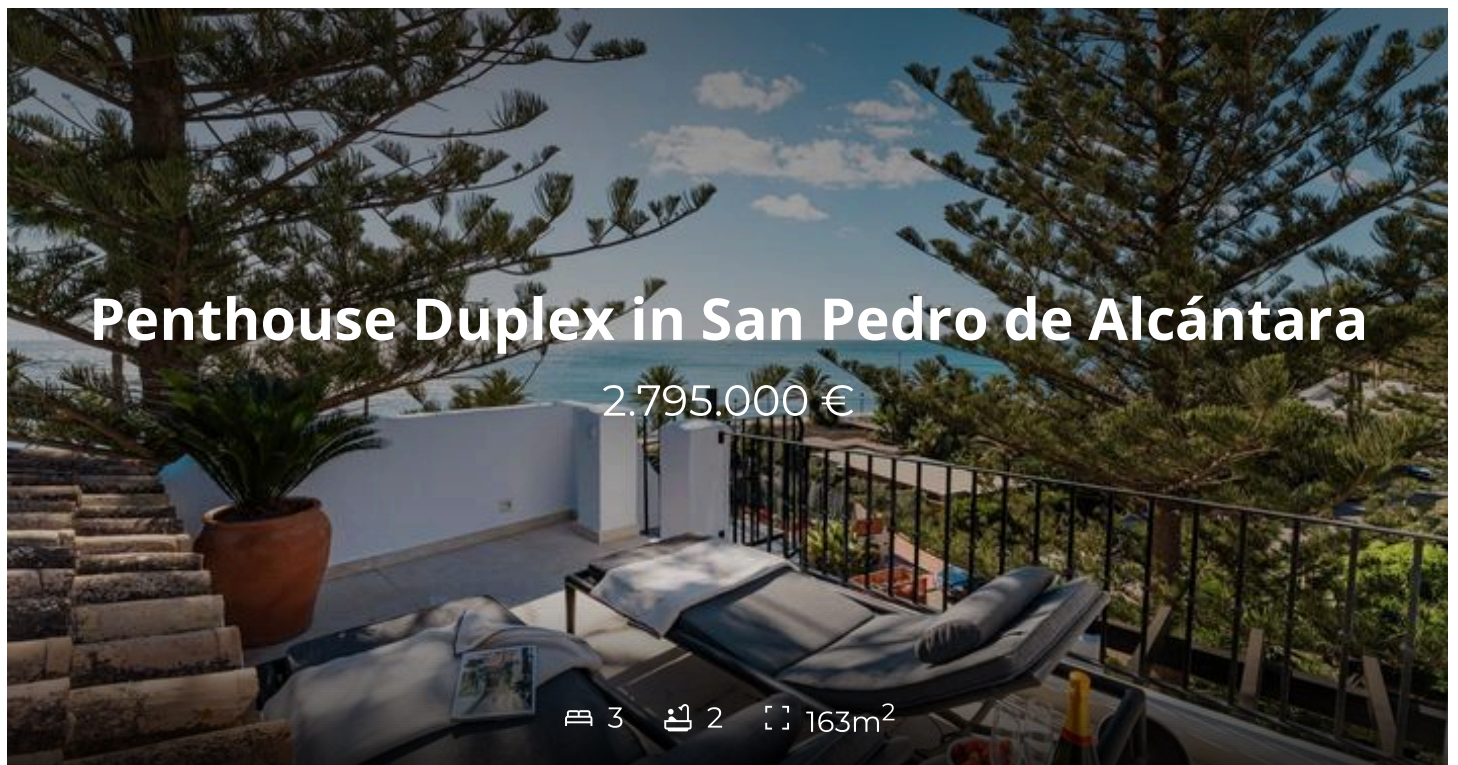 Penthouse Duplex in San Pedro de Alcántara
2.795.000 €
3 2 163m²